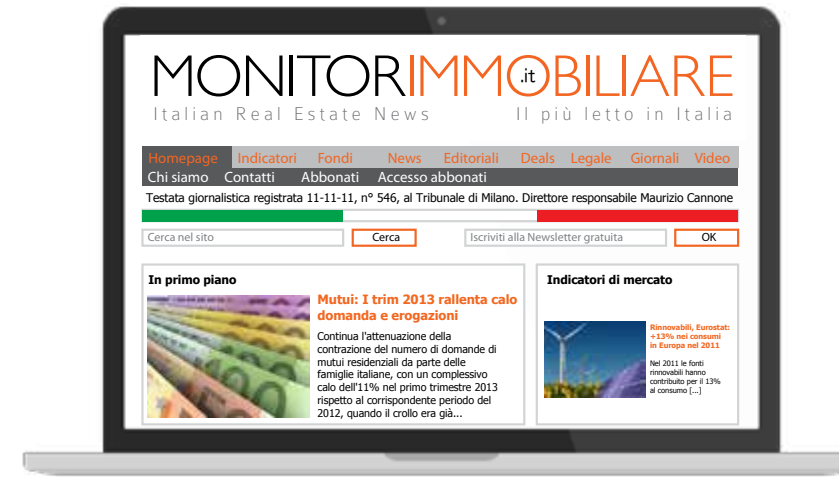 MONITORIMMOBILIARE
.it
Italian Real Estate News Il più letto in Italia
Homepage Indicatori Fondi News Editoriali Deals Legale Giornali Video
Chi siamo Contatti Abbonati Accesso abbonati
Testata giornalistica registrata 11-11-11, n° 546, al Tribunale di Milano. Direttore responsabile Maurizio Cannone
Cerca nel sito Cerca Iscriviti alla Newsletter gratuita OK
In primo piano
Mutui: I trim 2013 rallenta calo
domanda e erogazioni
Continua l'attenuazione della
contrazione del numero di domande di
mutui residenziali da parte delle
famiglie italiane, con un complessivo
calo dell'11% nel primo trimestre 2013
rispetto al corrispondente periodo del
2012, quando il crollo era già...
100
Indicatori di mercato
Rinnovabili, Eurostat:
+13% nei consumi
in Europa nel 2011
Nel 2011 le fonti
rinnovabili hanno
contribuito per il 13%
al consumo [...]